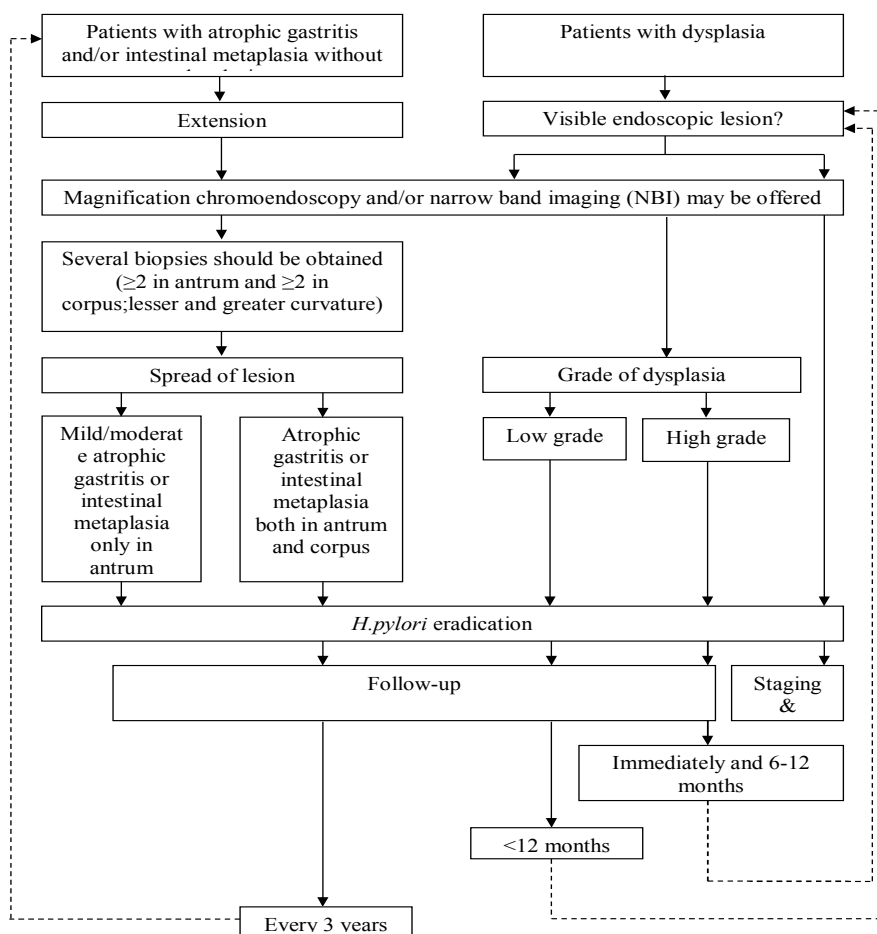 Patients with atrophic gastritis
and/or intestinal metaplasia without
Patients with dysplasia
Extension
Visible endoscopic lesion?
Magnification chromoendoscopy and/or narrow band imaging (NBI) may be offered
Several biopsies should be obtained
(≥2 in antrum and ≥2 in
corpus;lesser and greater curvature)
Spread of lesion
Grade of dysplasia
Mild/moderat
e atrophic
gastritis or
intestinal
metaplasia
only in
antrum
Atrophic
gastritis or
intestinal
metaplasia
both in antrum
and corpus
Low grade
High grade
H.pylori eradication
Follow-up
Staging
&
Immediately and 6-12
months
<12 months
Every 3 years